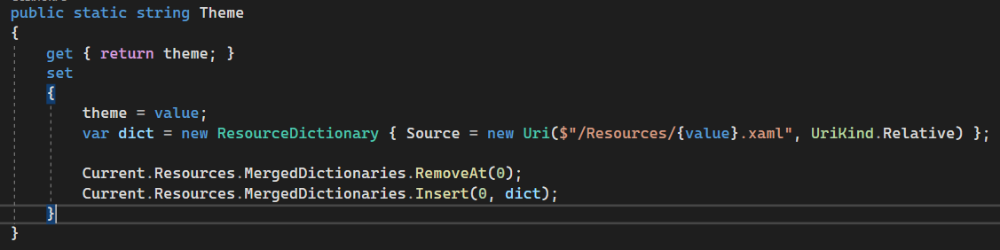 public static string Theme
{
get { return theme; }
set
{
theme = value;
var dict = new ResourceDictionary { Source = new Uri($"/Resources/{value}.xaml", UriKind.Relative) };
Current.Resources.MergedDictionaries.RemoveAt(0);
Current.Resources.MergedDictionaries.Insert(0, dict);
}
}